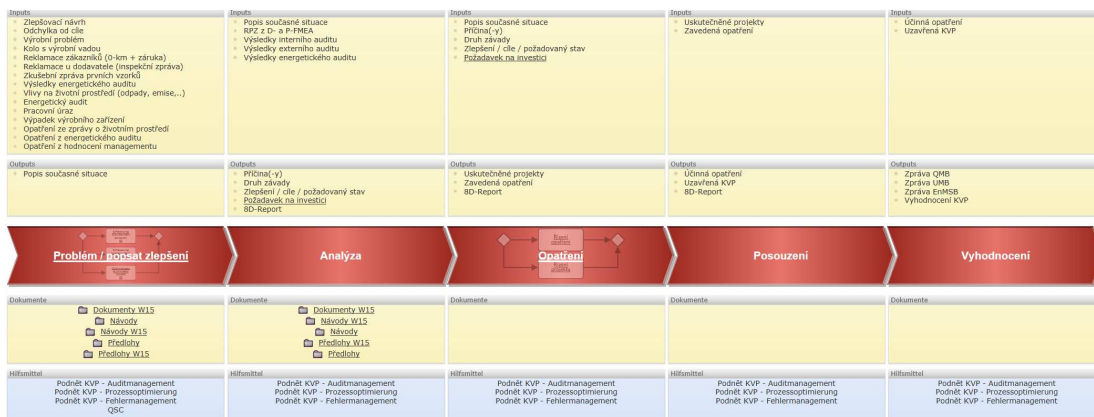 Inputs
Zlepšovací návrh
Odchylka od cíle
Výrobní problém
Kolo s výrobní vadou
Reklamace zákazníků (0-km + záruka)
Reklamace u dodavatele (inspekční zpráva)
Zkušební zpráva prvních vzorků
Výsledky energetického auditu
Vlivy na životní prostředí (odpady, emise,..)
Energetický audit
Pracovní úraz
Výpadek výrobního zařízení
Opatření ze zprávy o životním prostředí
Opatření z energetického auditu
Opatření z hodnocení managementu
Inputs
Popis současné situace
RPZ z D- a P-FMEA
Výsledky interního auditu
Výsledky externího auditu
Výsledky energetického auditu
Inputs
Popis současné situace
Příčina(-y)
Druh závady
Zlepšení / cíle / požadovaný stav
Požadavek na investici
Inputs
Uskutečněné projekty
Zavedená opatření
Inputs
Účinná opatření
Uzavřená KVP
Outputs
Popis současné situace
Outputs
Příčina(-y)
Druh závady
Zlepšení / cíle / požadovaný stav
Požadavek na investici
8D-Report
Outputs
Uskutečněné projekty
Zavedená opatření
8D-Report
Outputs
Účinná opatření
Uzavřená KVP
8D-Report
Outputs
Zpráva QMB
Zpráva UMB
Zpráva EnMSB
Vyhodnocení KVP
Problém / popsat zlepšení
Analýza
Opatření
Posouzení
Vyhodnocení
Dokumente
Dokumenty W15
Návody
Návody W15
Předlohy
Předlohy W15
Dokumente
Dokumenty W15
Návody W15
Návody
Předlohy W15
Předlohy
Dokumente
Dokumente
Dokumente
Hilfsmittel
Podnět KVP - Auditmanagement
Podnět KVP - Prozessoptimierung
Podnět KVP - Fehlermanagement
QSC
Hilfsmittel
Podnět KVP - Auditmanagement
Podnět KVP - Prozessoptimierung
Podnět KVP - Fehlermanagement
Hilfsmittel
Podnět KVP - Auditmanagement
Podnět KVP - Prozessoptimierung
Podnět KVP - Fehlermanagement
Hilfsmittel
Podnět KVP - Auditmanagement
Podnět KVP - Prozessoptimierung
Podnět KVP - Fehlermanagement
Hilfsmittel
Podnět KVP - Auditmanagement
Podnět KVP - Prozessoptimierung
Podnět KVP - Fehlermanagement